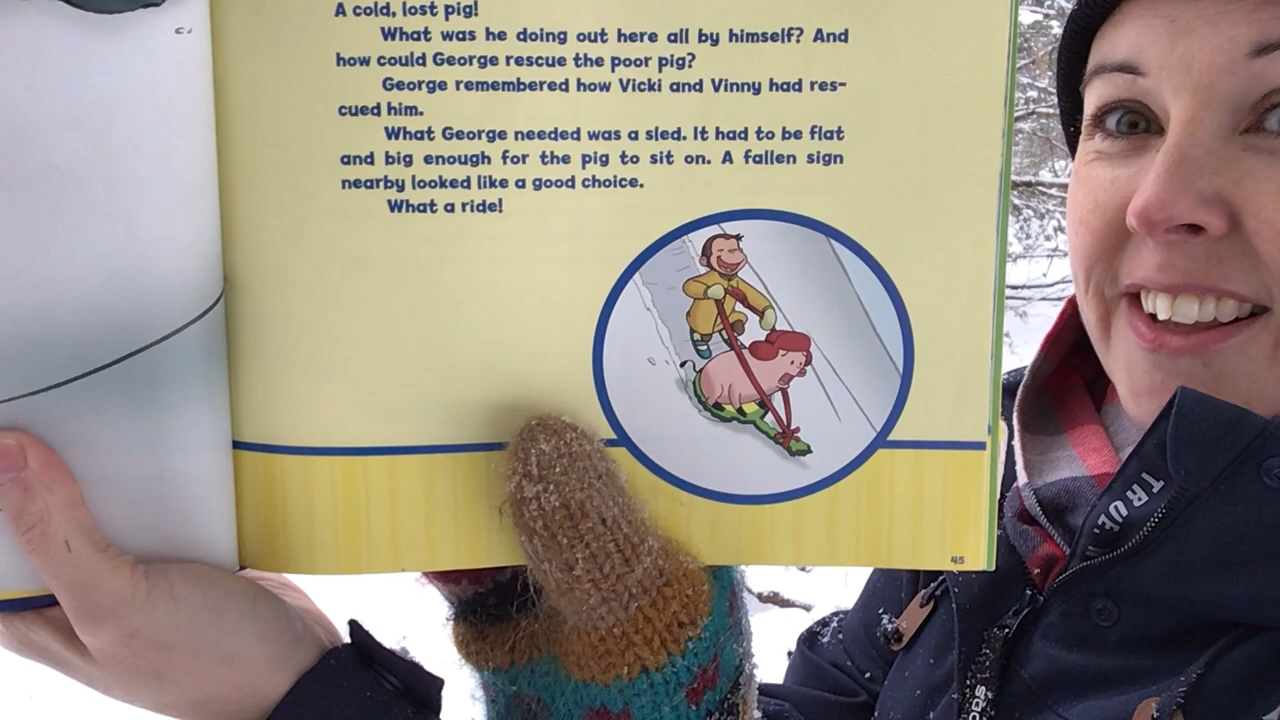 A cold, lost pig!
What was he doing out here all by himself? And
how could George rescue the poor pig?
George remembered how Vicki and Vinny had res-
cued him.
What George needed was a sled. It had to be flat
and big enough for the pig to sit on. A fallen sign
nearby looked like a good choice.
What a ride!
45
TRUE.